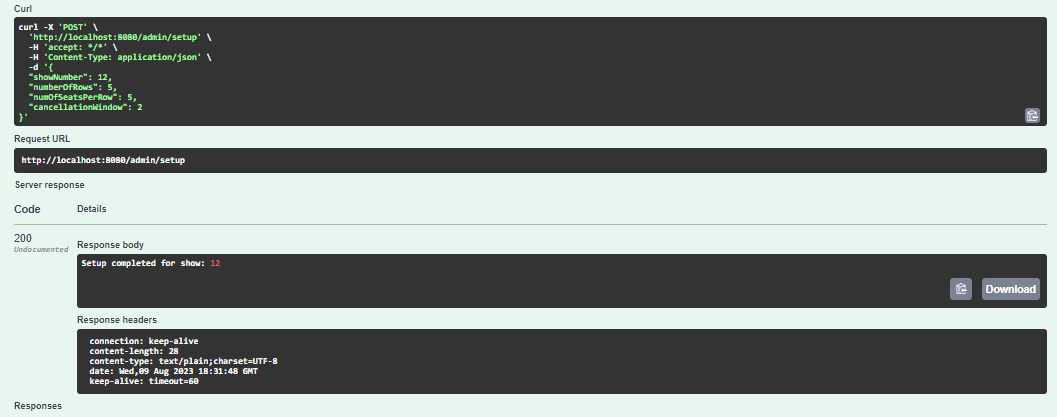 Curl
curl -X 'POST' \
'http://localhost:8080/admin/setup' \
-H 'accept: */*' \
-H 'Content-Type: application/json' \
-d '{
"showNumber": 12,
"numberOfRows": 5,
"numOfSeatsPerRow": 5,
"cancellationWindow": 2
}'
Request URL
http://localhost:8080/admin/setup
Server response
Code Details
200
Undocumented
Response body
Setup completed for show: 12
Download
Response headers
connection: keep-alive
content-length: 28
content-type: text/plain;charset=UTF-8
date: Wed,09 Aug 2023 18:31:48 GMT
keep-alive: timeout=60
Responses